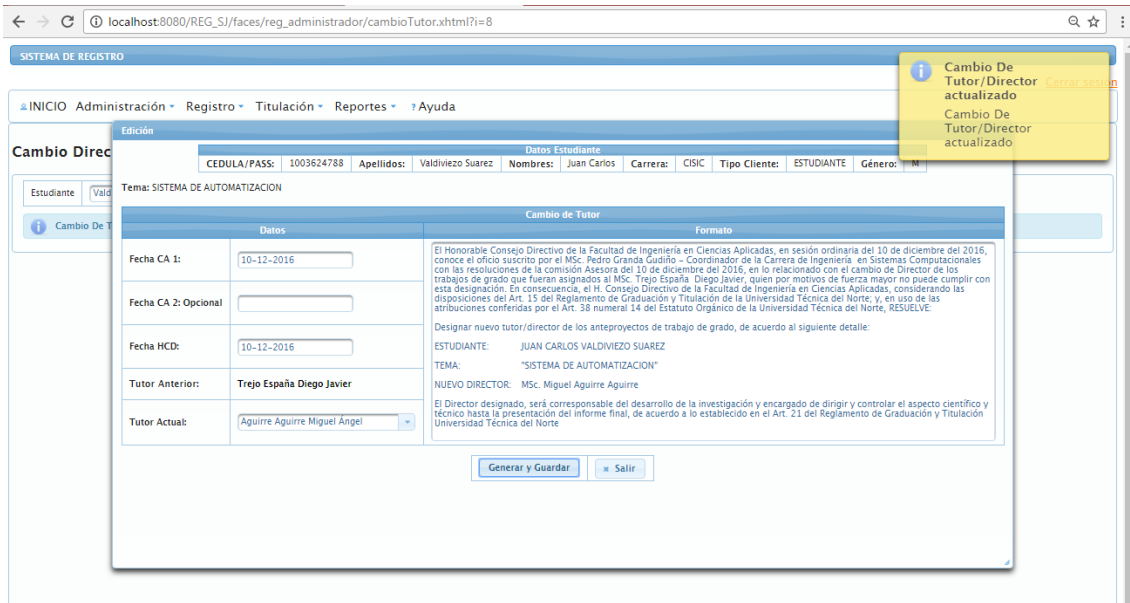 localhost:8080/REG_SJ/faces/reg_administrador/cambioTutor.xhtml?i=8
SISTEMA DE REGISTRO
Cambio De
Tutor/Director
actualizado
Cambio De
Tutor/Director
actualizado
Cerrar sesión
INICIO Administración Registro Titulación Reportes ? Ayuda
Cambio Direc
Estudiante Vald
Cambio De T
Edición
Datos Estudiante
CEDULA/PASS: 1003624788 Apellidos: Valdiviezo Suarez Nombres: Juan Carlos Carrera: CISIC Tipo Cliente: ESTUDIANTE Género: M
Tema: SISTEMA DE AUTOMATIZACION
Cambio de Tutor
Datos Formato
Fecha CA 1: 10-12-2016
Fecha CA 2: Opcional
Fecha HCD: 10-12-2016
Tutor Anterior: Trejo España Diego Javier
Tutor Actual: Aguirre Aguirre Miguel Ángel
El Honorable Consejo Directivo de la Facultad de Ingeniería en Ciencias Aplicadas, en sesión ordinaria del 10 de diciembre del 2016,
conoce el oficio suscrito por el MSc. Pedro Granda Gudiño – Coordinador de la Carrera de Ingeniería en Sistemas Computacionales
con las resoluciones de la comisión Asesora del 10 de diciembre del 2016, en lo relacionado con el cambio de Director de los
trabajos de grado que fueran asignados al MSc. Trejo España Diego Javier, quien por motivos de fuerza mayor no puede cumplir con
esta designación. En consecuencia, el H. Consejo Directivo de la Facultad de Ingeniería en Ciencias Aplicadas, considerando las
disposiciones del Art. 15 del Reglamento de Graduación y Titulación de la Universidad Técnica del Norte; y, en uso de las
atribuciones conferidas por el Art. 38 numeral 14 del Estatuto Orgánico de la Universidad Técnica del Norte, RESUELVE:
Designar nuevo tutor/director de los anteproyectos de trabajo de grado, de acuerdo al siguiente detalle:
ESTUDIANTE: JUAN CARLOS VALDIVIEZO SUAREZ
TEMA: "SISTEMA DE AUTOMATIZACION"
NUEVO DIRECTOR: MSc. Miguel Aguirre Aguirre
El Director designado, será corresponsable del desarrollo de la investigación y encargado de dirigir y controlar el aspecto científico y
técnico hasta la presentación del informe final, de acuerdo a lo establecido en el Art. 21 del Reglamento de Graduación y Titulación
Universidad Técnica del Norte
Generar y Guardar Salir